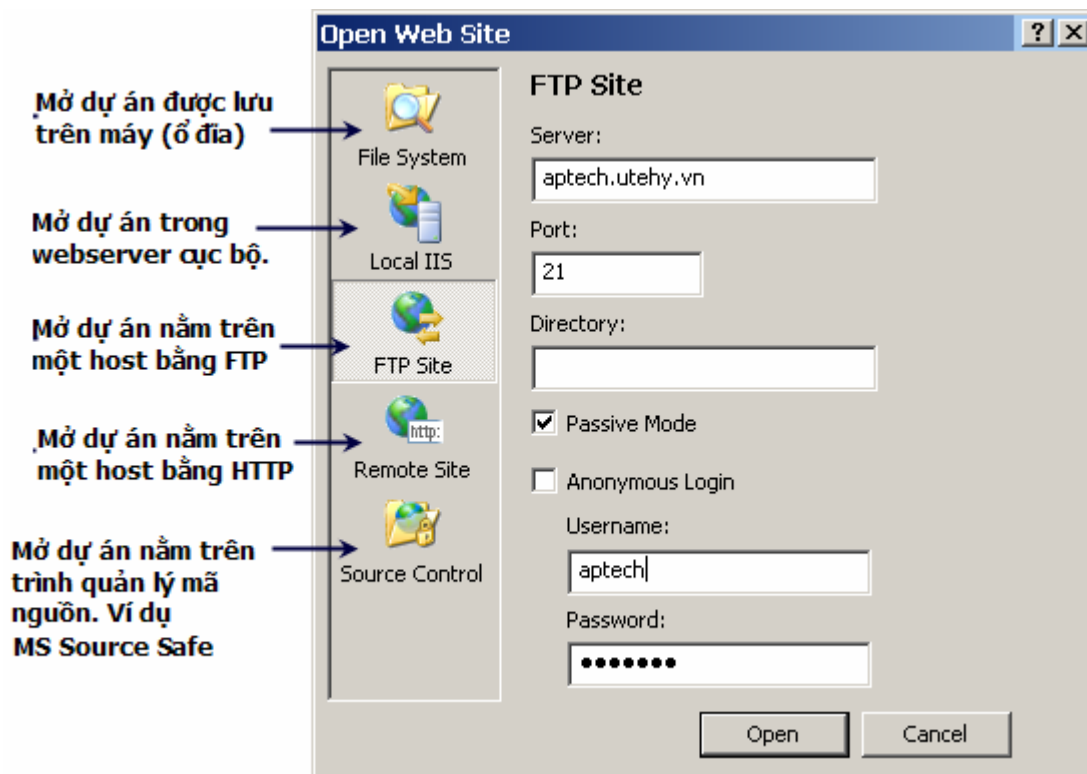 Open Web Site
Mở dự án được lưu
trên máy (ổ đĩa)
Mở dự án trong
webserver cục bộ.
Mở dự án nằm trên
một host bằng FTP
Mở dự án nằm trên
một host bằng HTTP
Mở dự án nằm trên
trình quản lý mã
nguồn. Ví dụ
MS Source Safe
File System
Local IIS
FTP Site
http:
Remote Site
Source Control
FTP Site
Server:
aptech.utehy.vn
Port:
21
Directory:
Passive Mode
Anonymous Login
Username:
aptech
Password:
•••••••
Open
Cancel